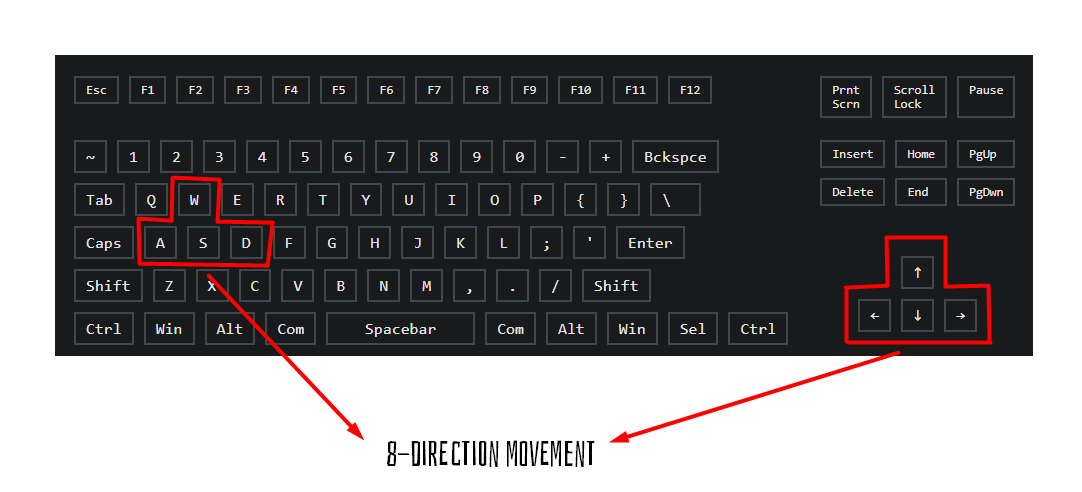 Esc F1 F2 F3 F4 F5 F6 F7 F8 F9 F10 F11 F12 Prnt Scrn Scroll Lock Pause
~ 1 2 3 4 5 6 7 8 9 0 - + Bckspce Insert Home PgUp
Tab Q W E R T Y U I O P { } \ Delete End PgDwn
Caps A S D F G H J K L ; ' Enter
Shift Z X C V B N M , . / Shift ↑
Ctrl Win Alt Com Spacebar Com Alt Win Sel Ctrl ← ↓ →
8-DIRECTION MOVEMENT